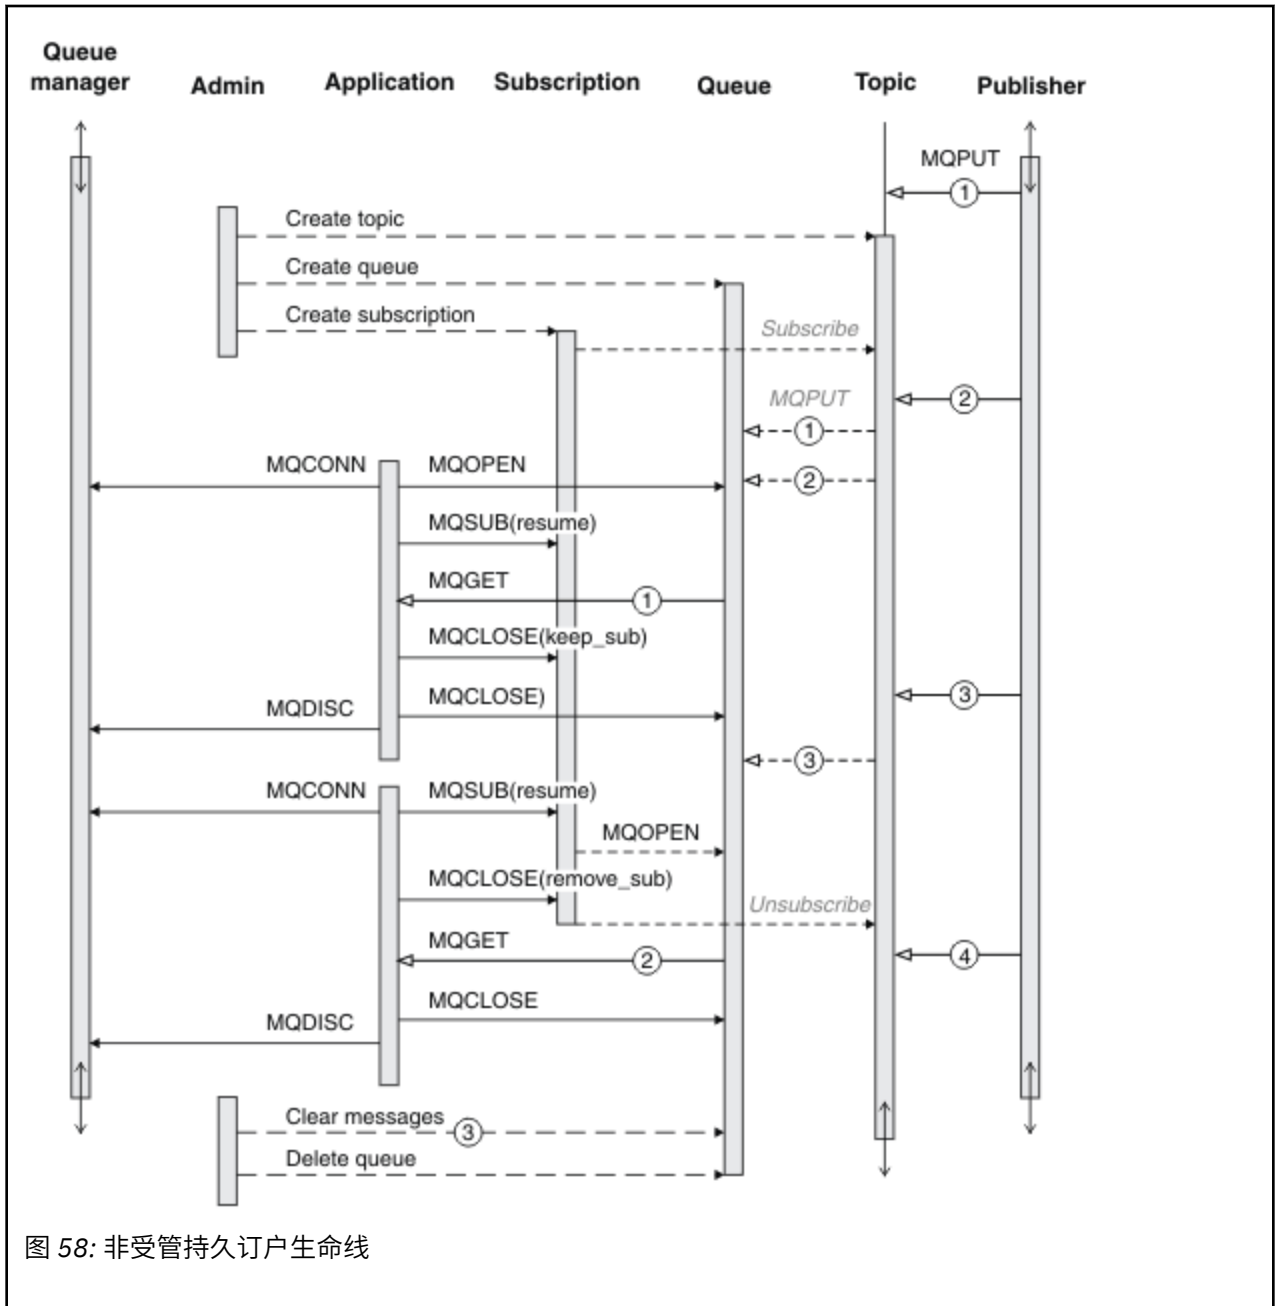 Queue
manager
Admin
Application
Subscription
Queue
Topic
Publisher
MQPUT
1
Create topic
Create queue
Create subscription
Subscribe
MQPUT
2
1
MQCONN
MQOPEN
2
MQSUB(resume)
MQGET
1
MQCLOSE(keep_sub)
3
MQDISC
MQCLOSE)
3
MQCONN
MQSUB(resume)
MQOPEN
MQCLOSE(remove_sub)
Unsubscribe
MQGET
2
4
MQCLOSE
MQDISC
Clear messages
3
Delete queue
图 58: 非受管持久订户生命线